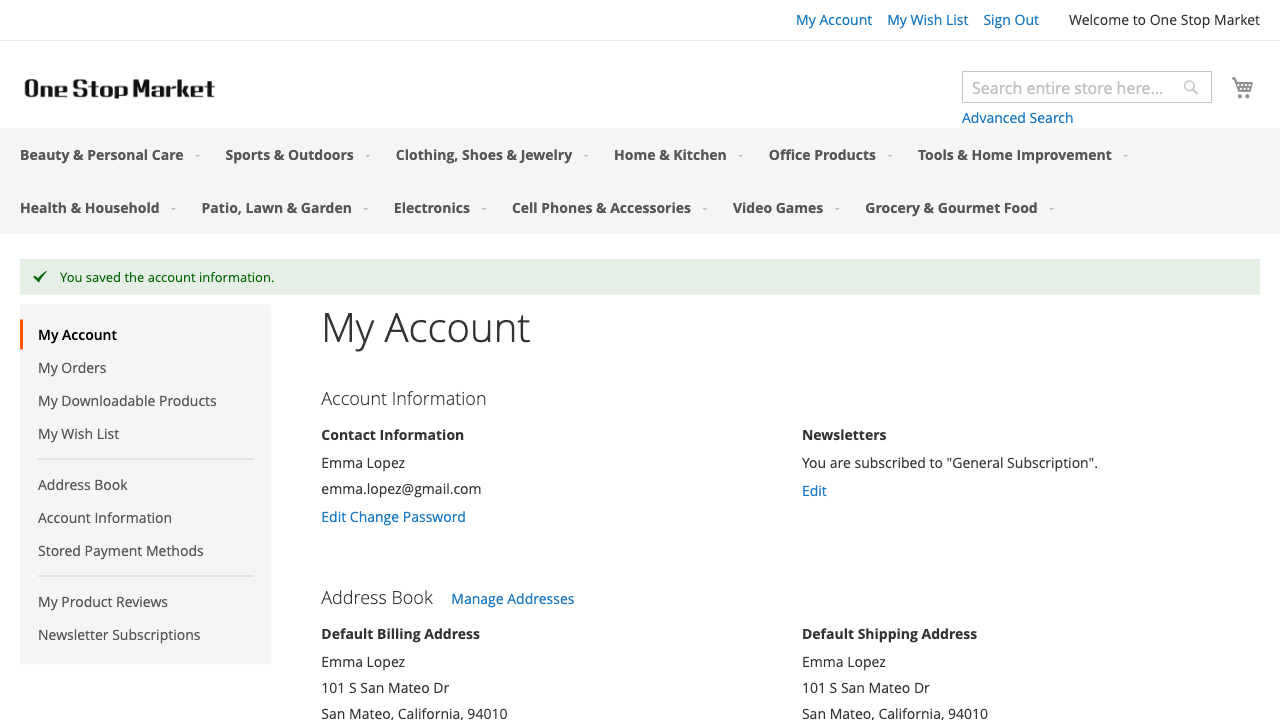 My Account My Wish List Sign Out Welcome to One Stop Market
One Stop Market
Search entire store here...
Advanced Search
Beauty & Personal Care Sports & Outdoors Clothing, Shoes & Jewelry Home & Kitchen Office Products Tools & Home Improvement
Health & Household Patio, Lawn & Garden Electronics Cell Phones & Accessories Video Games Grocery & Gourmet Food
You saved the account information.
My Account
My Orders
My Downloadable Products
My Wish List
Address Book
Account Information
Stored Payment Methods
My Product Reviews
Newsletter Subscriptions
My Account
Account Information
Contact Information
Emma Lopez
emma.lopez@gmail.com
Edit Change Password
Newsletters
You are subscribed to "General Subscription".
Edit
Address Book Manage Addresses
Default Billing Address
Emma Lopez
101 S San Mateo Dr
San Mateo, California, 94010
Default Shipping Address
Emma Lopez
101 S San Mateo Dr
San Mateo, California, 94010